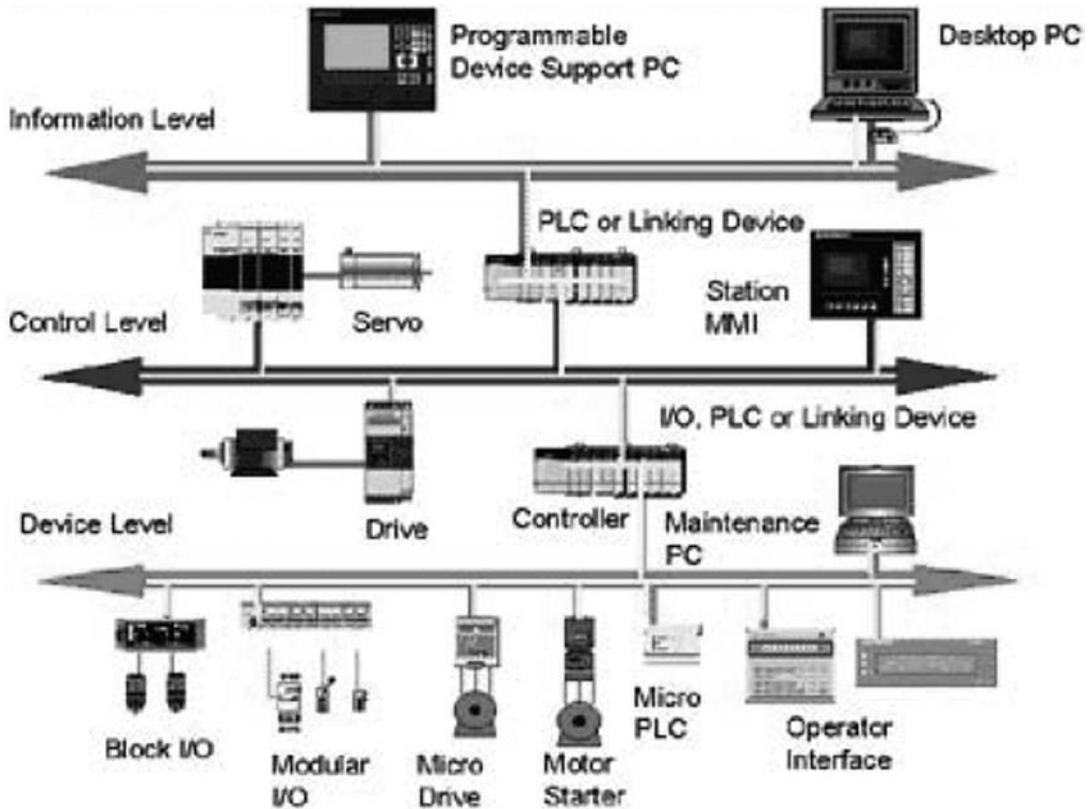 Programmable
Device Support PC
Desktop PC
Information Level
PLC or Linking Device
Station
MMI
Servo
Control Level
I/O, PLC or Linking Device
Drive
Controller
Maintenance
PC
Device Level
Block I/O
Modular
I/O
Micro
Drive
Motor
Starter
Micro
PLC
Operator
Interface